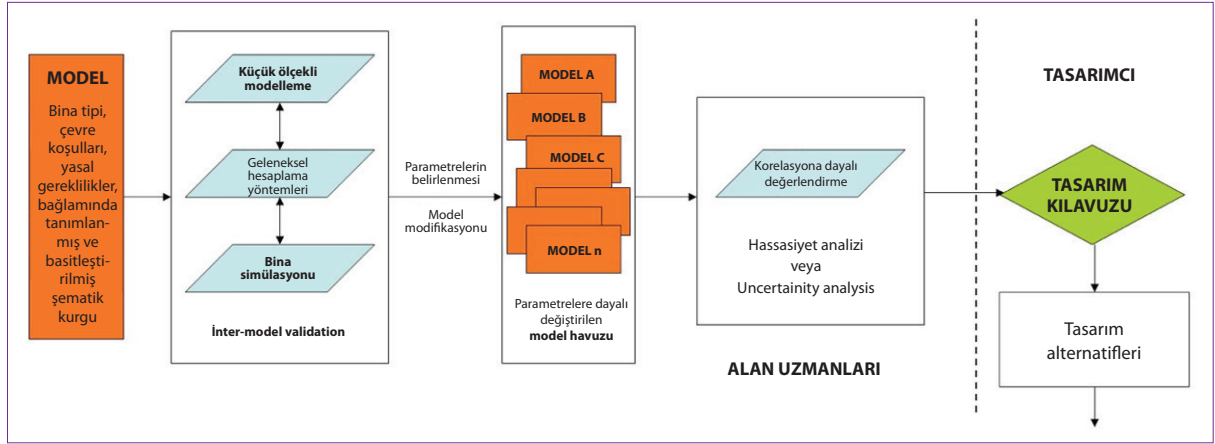 MODEL
Bina tipi,
çevre
koşulları,
yasal
gereklilikler,
bağlamında
tanımlan-
mış ve
basitleşti-
rilmiş
şematik
kurgu
Küçük ölçekli
modelleme
Geleneksel
hesaplama
yöntemleri
Bina
simülasyonu
İnter-model validation
Parametrelerin
belirlenmesi
Model
modifikasyonu
MODEL A
MODEL B
MODEL C
MODEL n
Parametrelere dayalı
değiştirilen
model havuzu
Korelasyona dayalı
değerlendirme
Hassasiyet analizi
veya
Uncertainity analysis
ALAN UZMANLARI
TASARIMCI
TASARIM
KILAVUZU
Tasarım
alternatifleri